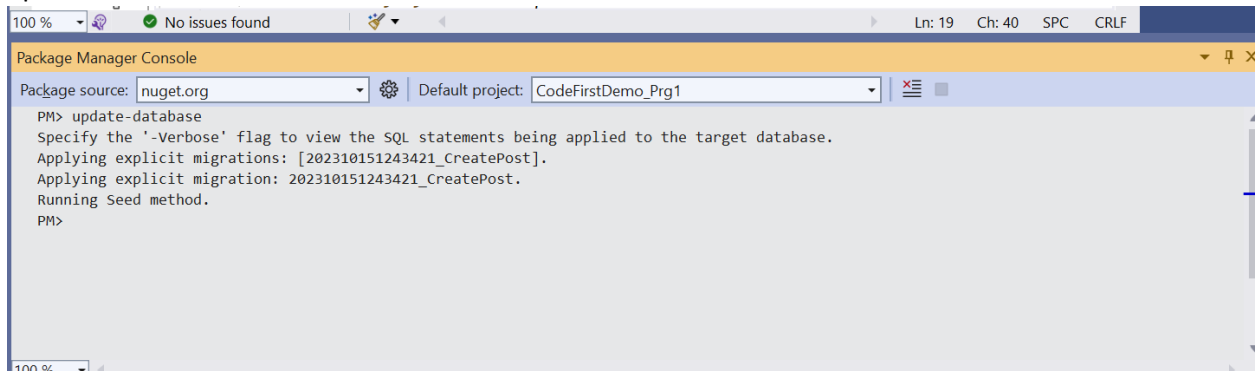 100 % No issues found Ln: 19 Ch: 40 SPC CRLF
Package Manager Console
Package source: nuget.org Default project: CodeFirstDemo_Prg1
PM> update-database
Specify the '-Verbose' flag to view the SQL statements being applied to the target database.
Applying explicit migrations: [202310151243421_CreatePost].
Applying explicit migration: 202310151243421_CreatePost.
Running Seed method.
PM>
100 %